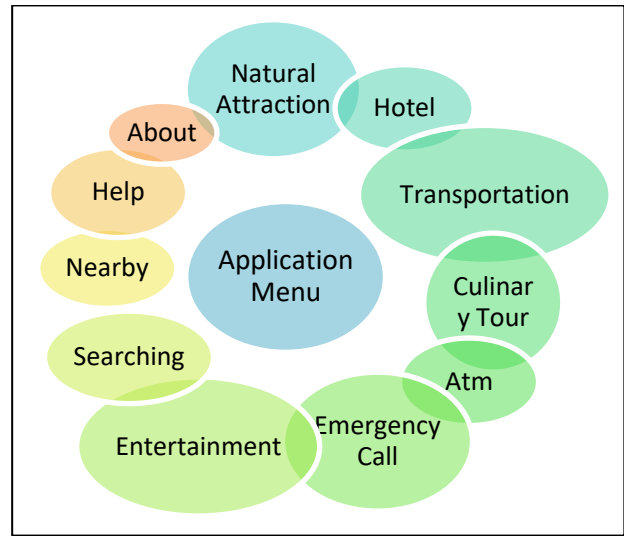 Natural
Attraction
Hotel
Transportation
Culinar
y Tour
Atm
Emergency
Call
Entertainment
Searching
Nearby
Help
About
Application
Menu